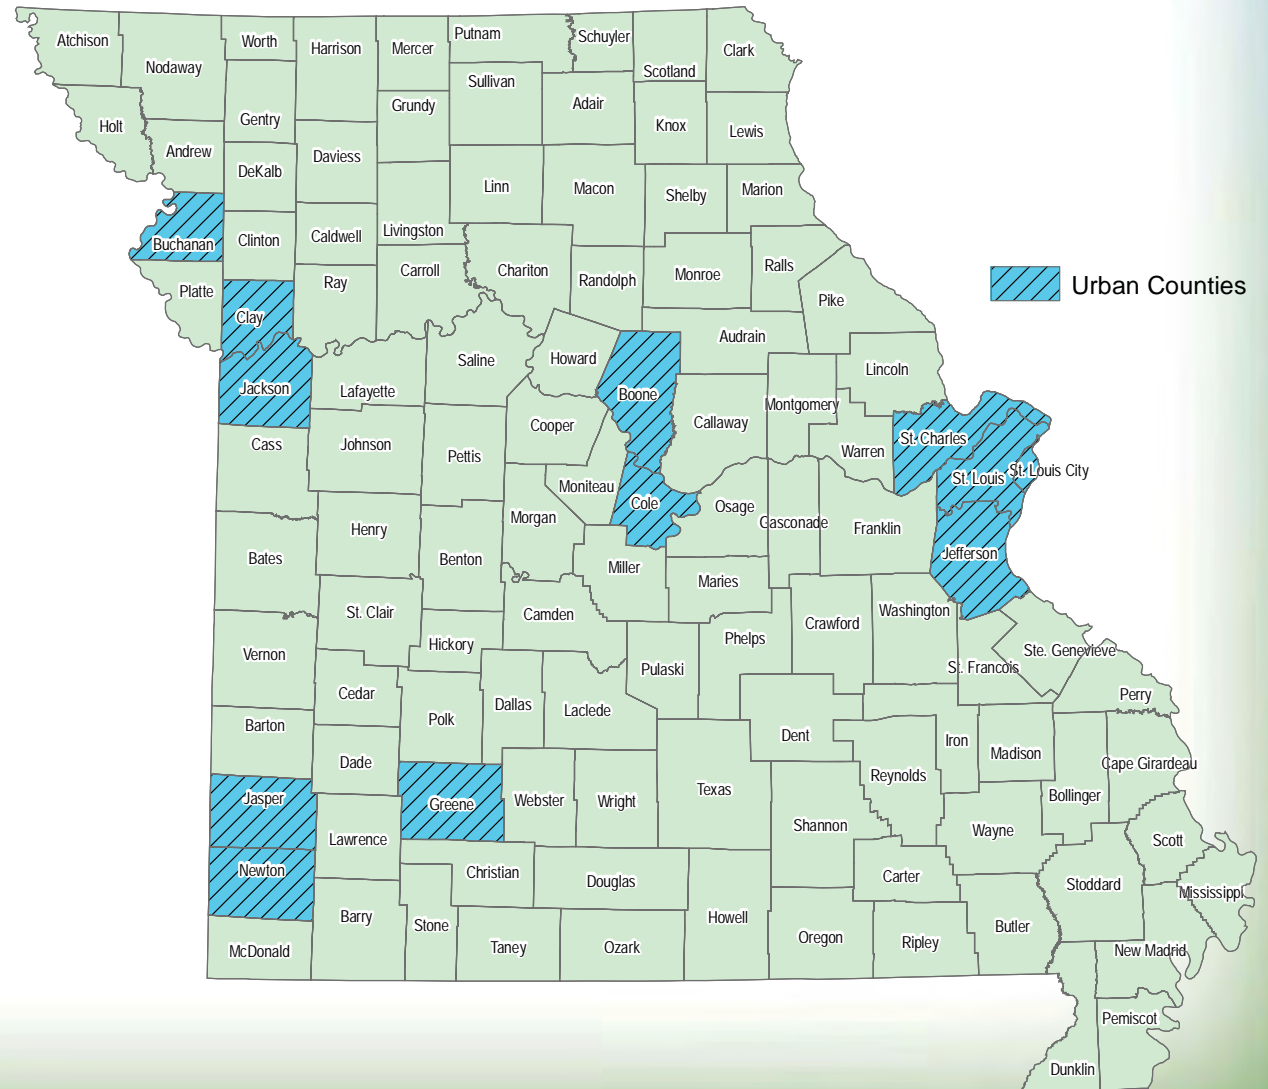 Atchison
Nodaway
Worth
Harrison
Mercer
Putnam
Schuyler
Scotland
Clark
Sullivan
Adair
Grundy
Gentry
Holt
Knox
Lewis
Andrew
DeKalb
Daviess
Linn
Macon
Shelby
Marion
Buchanan
Clinton
Caldwell
Livingston
Carroll
Chariton
Randolph
Monroe
Ralls
Platte
Ray
Pike
Urban Counties
Clay
Audrain
Saline
Howard
Lincoln
Jackson
Lafayette
Boone
Montgomery
Cass
Johnson
Pettis
Cooper
Callaway
Warren
St. Charles
St. Louis
St. Louis City
Moniteau
Cole
Osage
Gasconade
Franklin
Morgan
Henry
Bates
Benton
Miller
Maries
Jefferson
St. Clair
Camden
Hickory
Phelps
Crawford
Washington
Vernon
Pulaski
St. Francois
Ste. Genevieve
Perry
Cedar
Polk
Dallas
Laclede
Barton
Dent
Iron
Madison
Dade
Reynolds
Cape Girardeau
Bollinger
Jasper
Greene
Webster
Wright
Texas
Shannon
Wayne
Lawrence
Scott
Newton
Christian
Douglas
Carter
Stoddard
Mississippi
Barry
Stone
Howell
Butler
McDonald
Taney
Ozark
Oregon
Ripley
New Madrid
Pemiscot
Dunklin